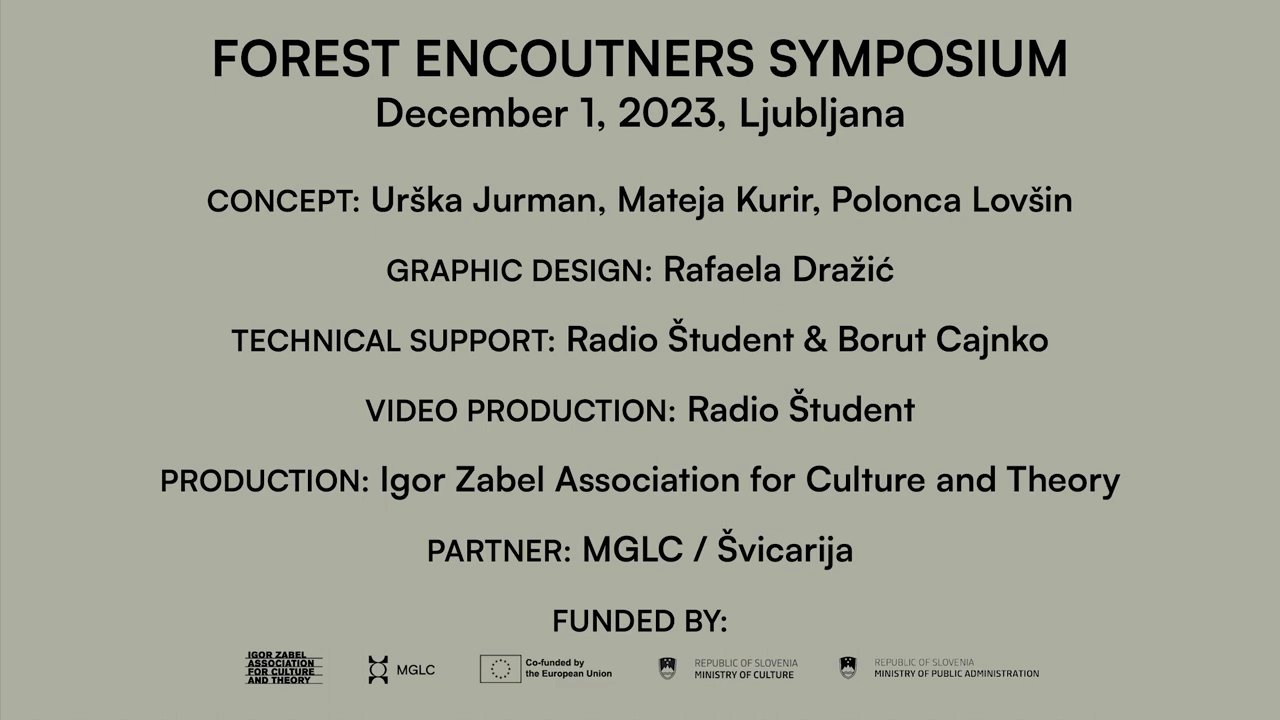 FOREST ENCOUTNERS SYMPOSIUM
December 1, 2023, Ljubljana
CONCEPT: Urška Jurman, Mateja Kurir, Polonca Lovšin
GRAPHIC DESIGN: Rafaela Dražić
TECHNICAL SUPPORT: Radio Študent & Borut Cajnko
VIDEO PRODUCTION: Radio Študent
PRODUCTION: Igor Zabel Association for Culture and Theory
PARTNER: MGLC / Švicarija
FUNDED BY:
IGOR ZABEL
ASSOCIATION
FOR CULTURE
AND THEORY
MGLC
Co-funded by
the European Union
REPUBLIC OF SLOVENIA
MINISTRY OF CULTURE
REPUBLIC OF SLOVENIA
MINISTRY OF PUBLIC ADMINISTRATION